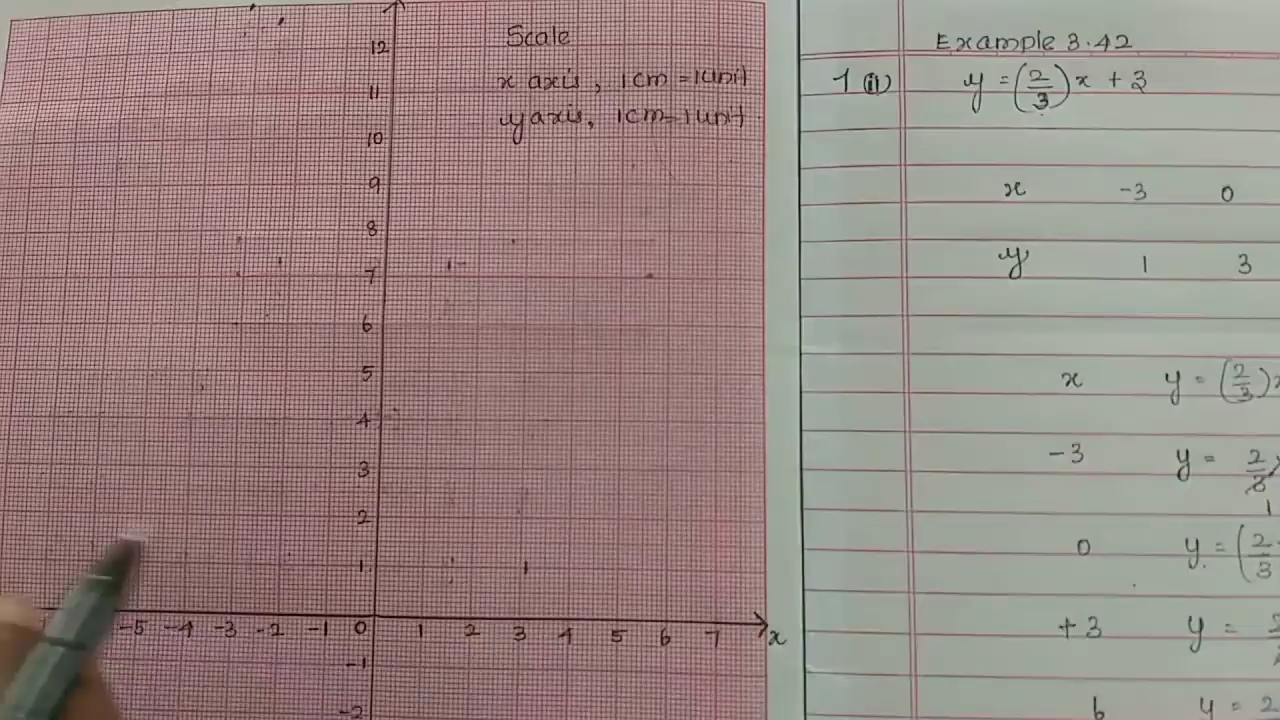 Scale
x axis, 1cm = 1unit
y axis, 1cm = 1unit
12
11
10
9
8
7
6
5
4
3
2
1
-5 -4 -3 -2 -1 0 1 2 3 4 5 6 7 x
-1
-2
Example 3.42
1 (ii) y = (2/3)x + 3
x -3 0
y 1 3
x y = (2/3)x
-3 y = 2/3
1
0 y = (2/3
+3 y =
6 y = 2